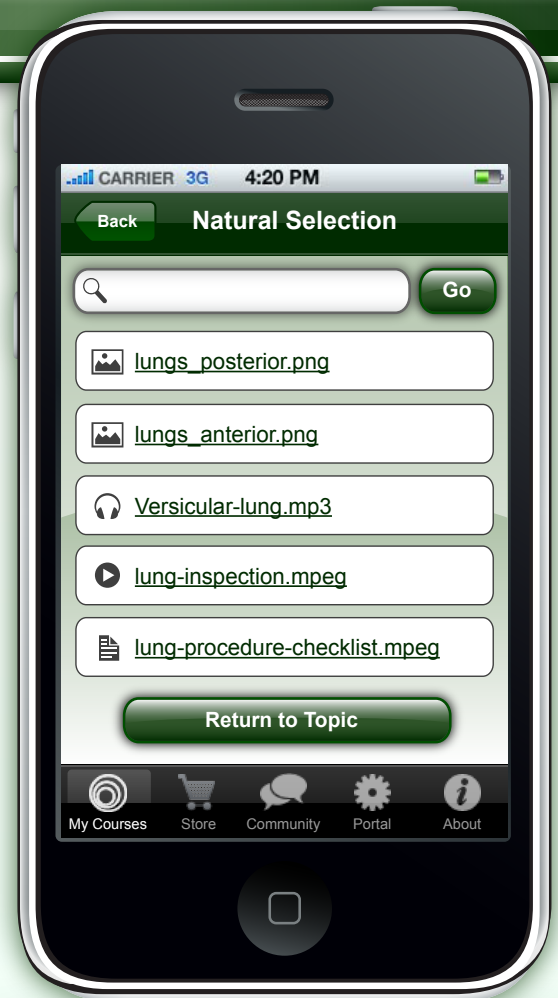 CARRIER 3G 4:20 PM
Back Natural Selection
Go
lungs_posterior.png
lungs_anterior.png
Versicular-lung.mp3
lung-inspection.mpeg
lung-procedure-checklist.mpeg
Return to Topic
My Courses Store Community Portal About